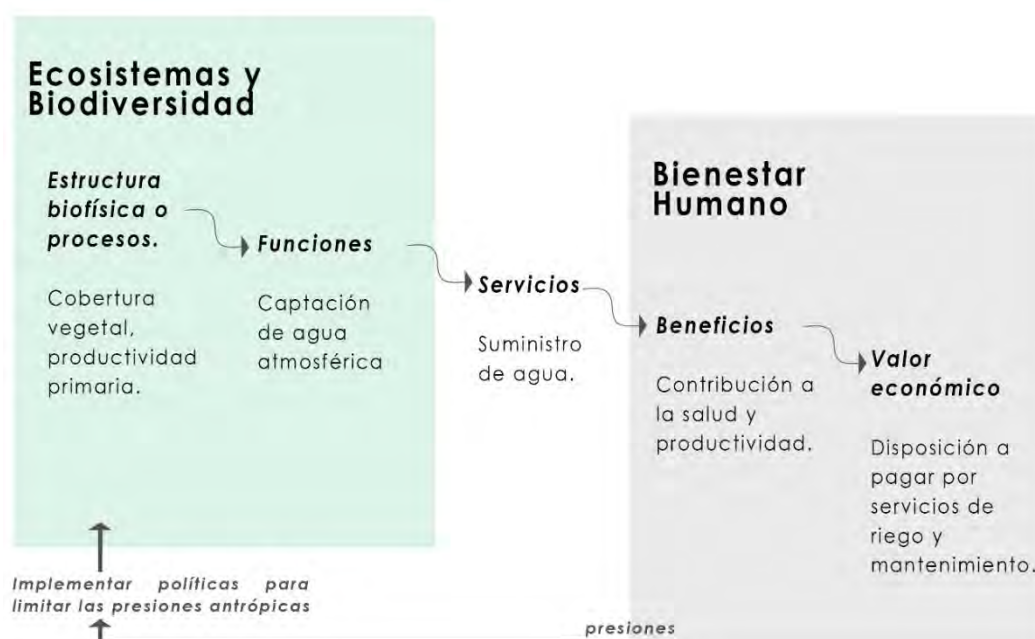 Ecosistemas y
Biodiversidad
Estructura
biofísica o
procesos.
Cobertura
vegetal,
productividad
primaria.
Funciones
Captación
de agua
atmosférica
Servicios
Suministro
de agua.
Bienestar
Humano
Beneficios
Contribución a
la salud y
productividad.
Valor
económico
Disposición a
pagar por
servicios de
riego y
mantenimiento.
Implementar políticas para
limitar las presiones antrópicas
presiones